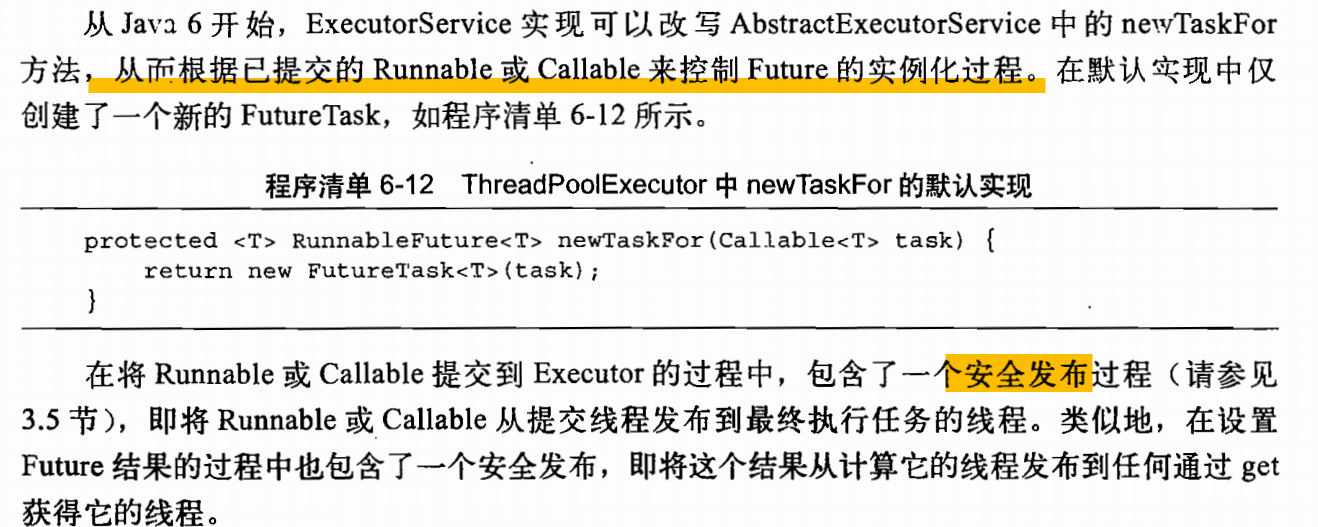 从 Java 6 开始，ExecutorService 实现可以改写 AbstractExecutorService 中的 newTaskFor
方法，从而根据已提交的 Runnable 或 Callable 来控制 Future 的实例化过程。在默认实现中仅
创建了一个新的 FutureTask，如程序清单 6-12 所示。
程序清单 6-12 ThreadPoolExecutor 中 newTaskFor 的默认实现
protected <T> RunnableFuture<T> newTaskFor(Callable<T> task) {
    return new FutureTask<T>(task);
}
在将 Runnable 或 Callable 提交到 Executor 的过程中，包含了一个安全发布过程（请参见
3.5 节），即将 Runnable 或 Callable 从提交线程发布到最终执行任务的线程。类似地，在设置
Future 结果的过程中也包含了一个安全发布，即将这个结果从计算它的线程发布到任何通过 get
获得它的线程。